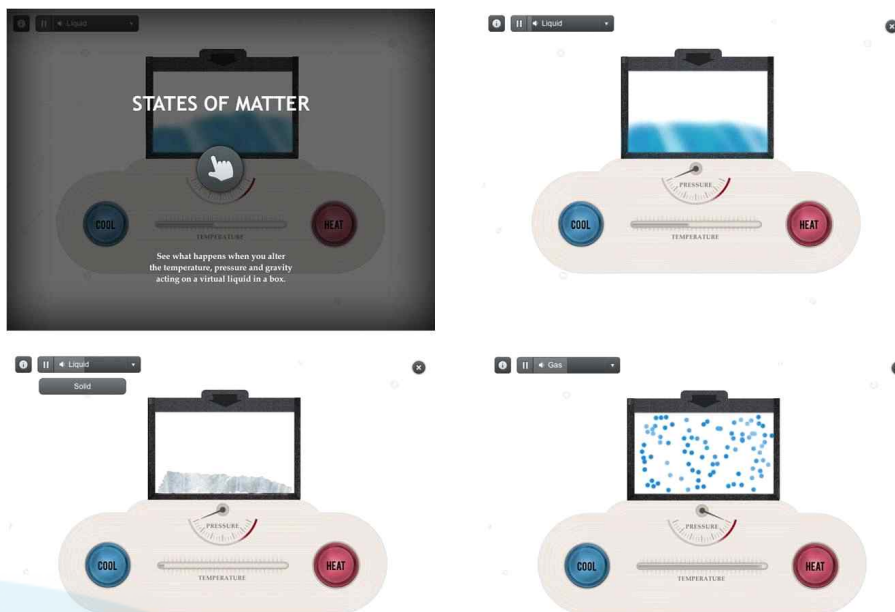 Liquid
STATES OF MATTER
COOL
HEAT
TEMPERATURE
See what happens when you alter
the temperature, pressure and gravity
acting on a virtual liquid in a box.
Liquid
PRESSURE
COOL
HEAT
TEMPERATURE
Liquid
Solid
PRESSURE
COOL
HEAT
TEMPERATURE
Gas
PRESSURE
COOL
HEAT
TEMPERATURE